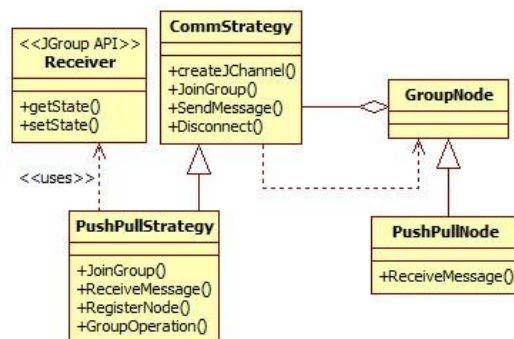 <<JGroup API>>
Receiver
+getState()
+setState()
CommStrategy
+createJChannel()
+JoinGroup()
+SendMessage()
+Disconnect()
GroupNode
<<uses>>
PushPullStrategy
+JoinGroup()
+ReceiveMessage()
+RegisterNode()
+GroupOperation()
PushPullNode
+ReceiveMessage()